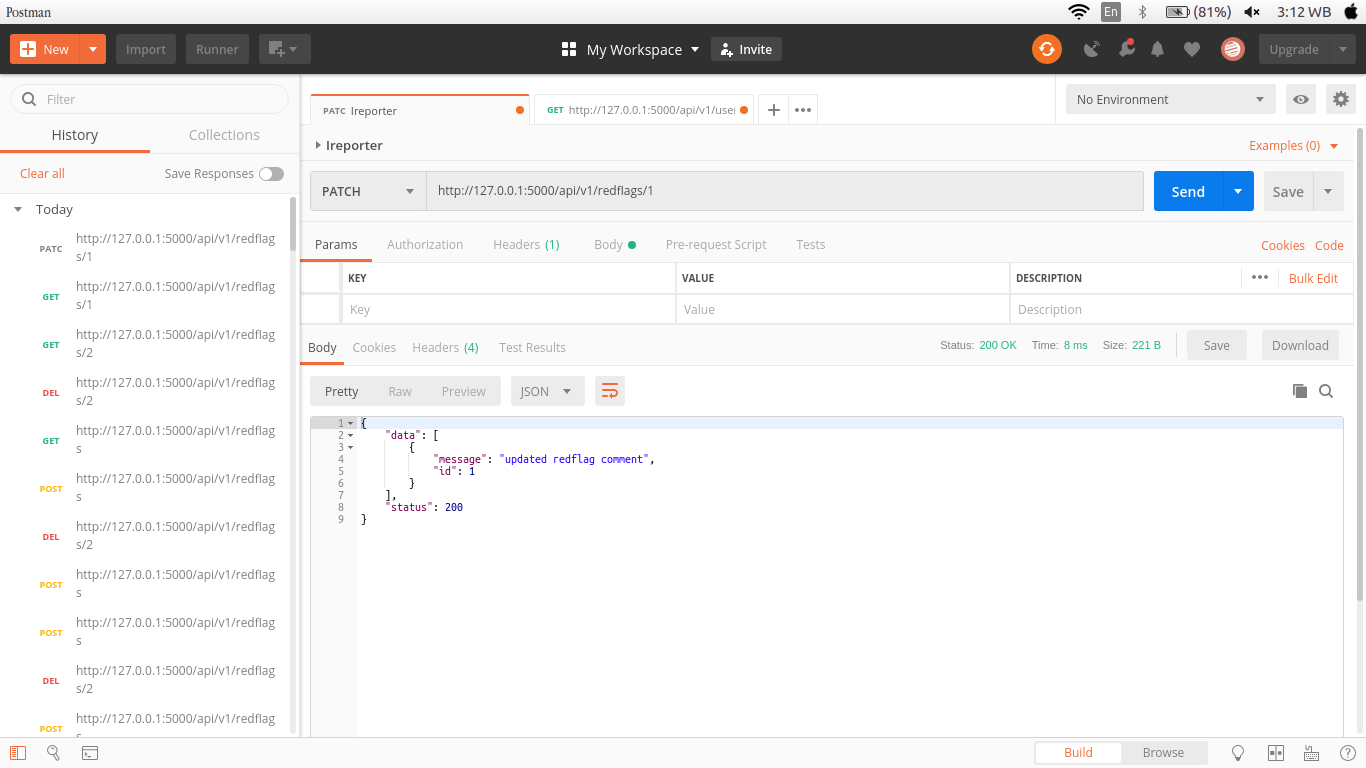 Postman
En
(81%)
3:12 WB
New
Import
Runner
My Workspace
Invite
Upgrade
Filter
History
Collections
Clear all
Save Responses
Today
PATC http://127.0.0.1:5000/api/v1/redflag
s/1
GET http://127.0.0.1:5000/api/v1/redflag
s/1
GET http://127.0.0.1:5000/api/v1/redflag
s/2
DEL http://127.0.0.1:5000/api/v1/redflag
s/2
GET http://127.0.0.1:5000/api/v1/redflag
s
POST http://127.0.0.1:5000/api/v1/redflag
s
DEL http://127.0.0.1:5000/api/v1/redflag
s/2
POST http://127.0.0.1:5000/api/v1/redflag
s
POST http://127.0.0.1:5000/api/v1/redflag
s
DEL http://127.0.0.1:5000/api/v1/redflag
s/2
POST http://127.0.0.1:5000/api/v1/redflag
PATC Ireporter
GET http://127.0.0.1:5000/api/v1/use
No Environment
Ireporter
Examples (0)
PATCH
http://127.0.0.1:5000/api/v1/redflags/1
Send
Save
Params
Authorization
Headers (1)
Body
Pre-request Script
Tests
Cookies
Code
KEY
VALUE
DESCRIPTION
Bulk Edit
Key
Value
Description
Body
Cookies
Headers (4)
Test Results
Status: 200 OK
Time: 8 ms
Size: 221 B
Save
Download
Pretty
Raw
Preview
JSON
1 {
2 "data": [
3 {
4 "message": "updated redflag comment",
5 "id": 1
6 }
7 ],
8 "status": 200
9 }
Build
Browse